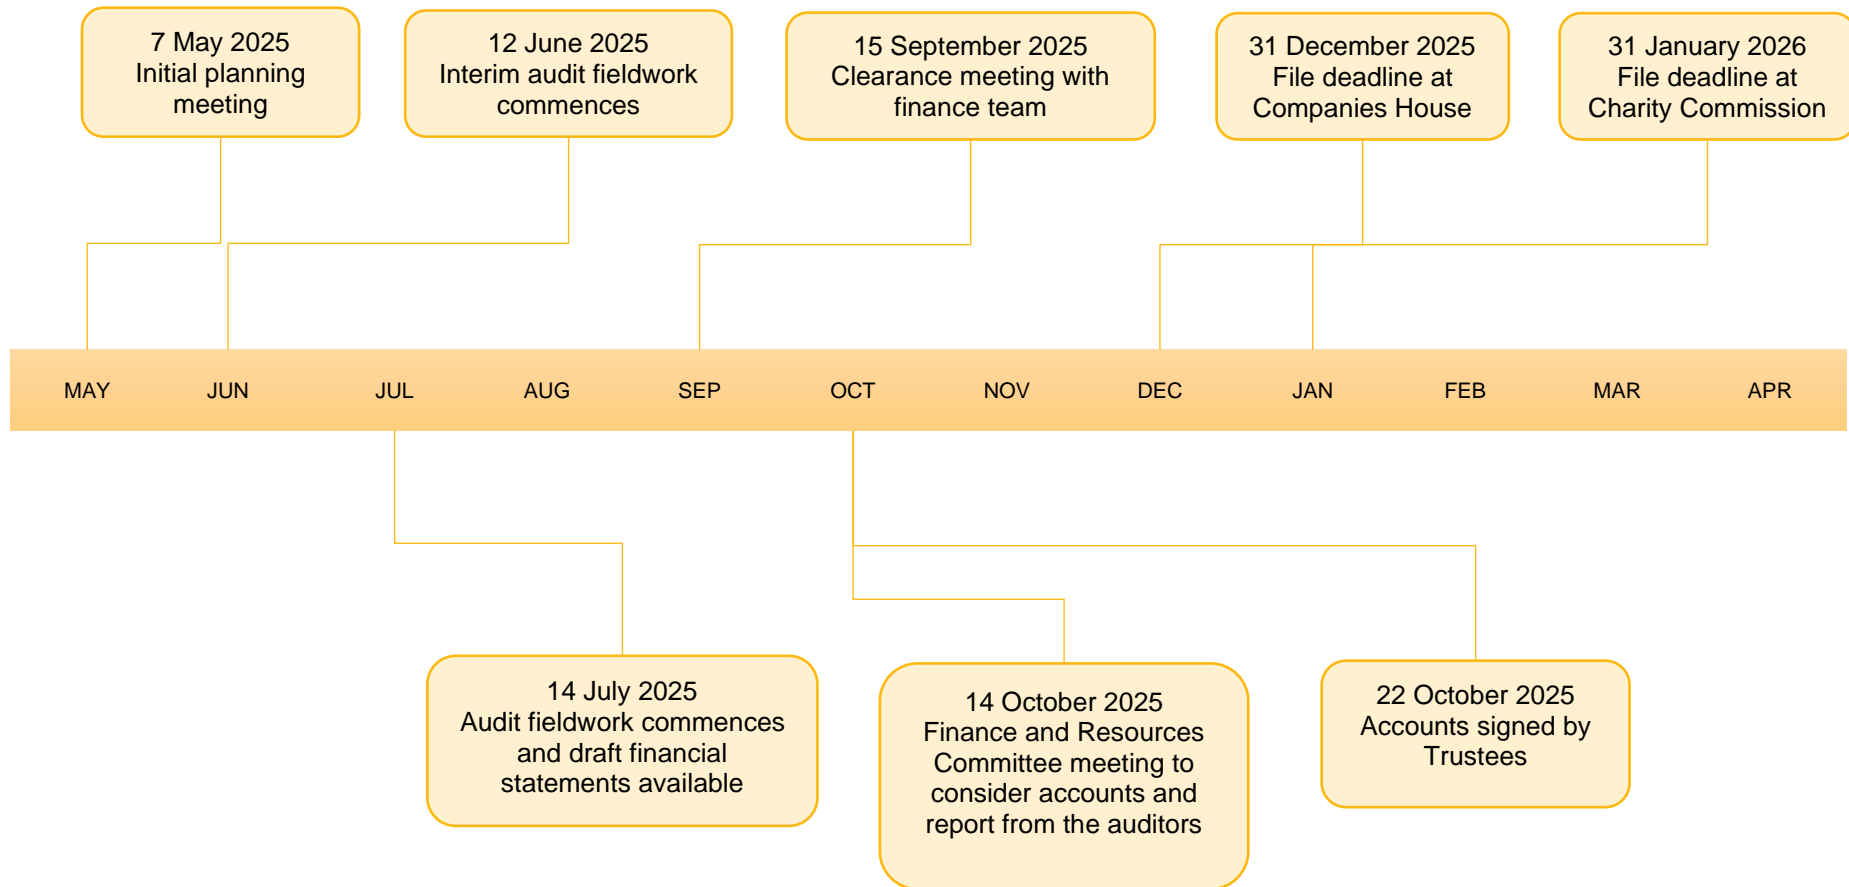 7 May 2025
Initial planning
meeting
12 June 2025
Interim audit fieldwork
commences
15 September 2025
Clearance meeting with
finance team
31 December 2025
File deadline at
Companies House
31 January 2026
File deadline at
Charity Commission
MAY JUN JUL AUG SEP OCT NOV DEC JAN FEB MAR APR
14 July 2025
Audit fieldwork commences
and draft financial
statements available
14 October 2025
Finance and Resources
Committee meeting to
consider accounts and
report from the auditors
22 October 2025
Accounts signed by
Trustees